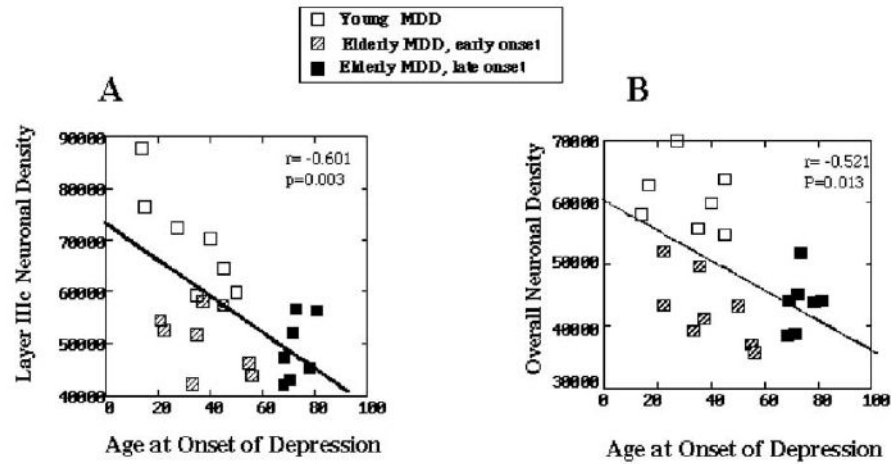 Young MDD
Elderly MDD, early onset
Elderly MDD, late onset
A
Layer IIIc Neuronal Density
90000
80000
70000
60000
50000
40000
r= -0.601
p=0.003
0 20 40 60 80 100
Age at Onset of Depression
B
Overall Neuronal Density
70000
60000
50000
40000
30000
r= -0.521
P=0.013
0 20 40 60 80 100
Age at Onset of Depression